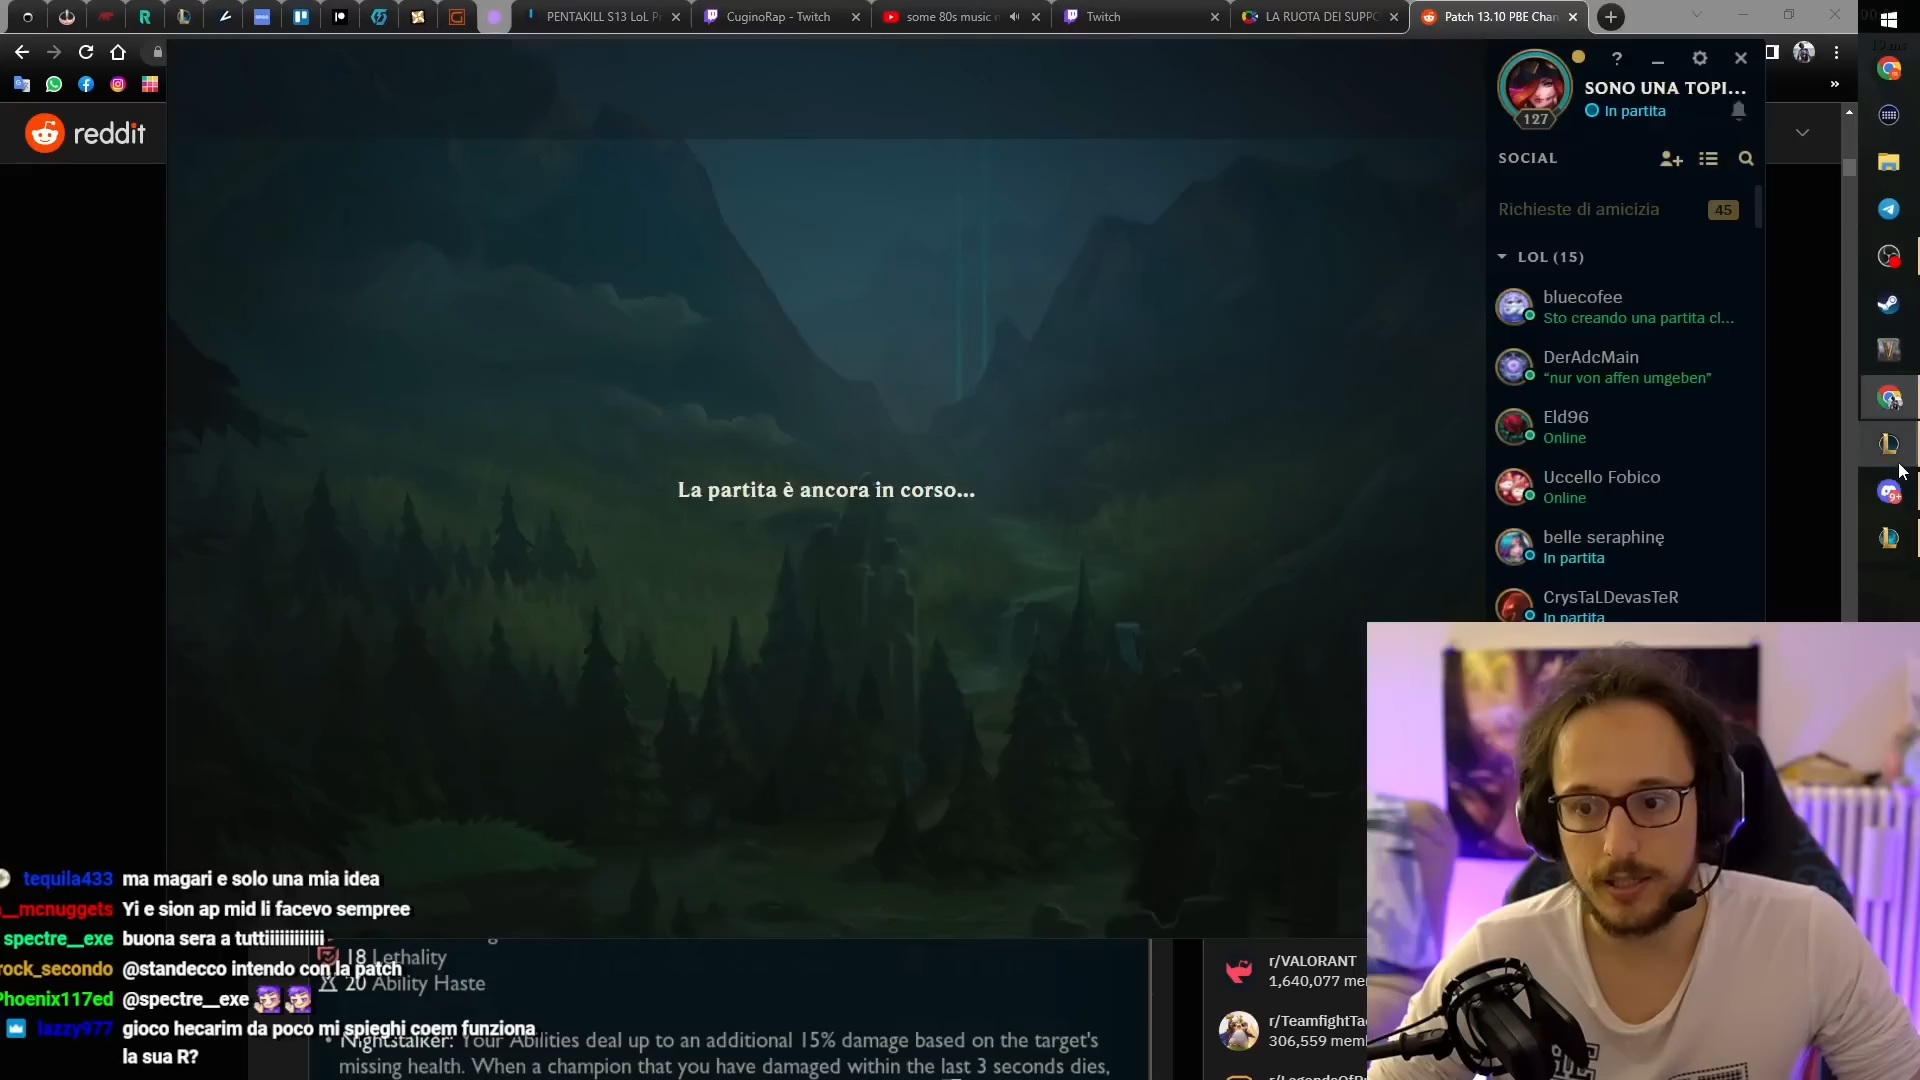 PENTAKILL S13 LoL P
CuginoRap - Twitch
some 80s music
Twitch
LA RUOTA DEI SUPPO
Patch 13.10 PBE Chan
reddit
SONO UNA TOPI...
In partita
127
SOCIAL
Richieste di amicizia
45
LOL (15)
bluecofee
Sto creando una partita cl...
DerAdcMain
“nur von affen umgeben”
Eld96
Online
Uccello Fobico
Online
belle seraphinę
In partita
CrysTaLDevasTeR
In partita
La partita è ancora in corso...
tequila433 ma magari e solo una mia idea
__mcnuggets Yi e sion ap mid li facevo sempree
spectre__exe buona sera a tuttiiiiiiiiiiiii
rock_secondo @standecco intendo con la patch
Phoenix117ed @spectre__exe
lazzy977 gioco hecarim da poco mi spieghi coem funziona
la sua R?
18 Lethality
20 Ability Haste
• Nightstalker: Your Abilities deal up to an additional 15% damage based on the target's
missing health. When a champion that you have damaged within the last 3 seconds dies,
r/VALORANT
1,640,077 me
r/TeamfightTa
306,559 mem
9+